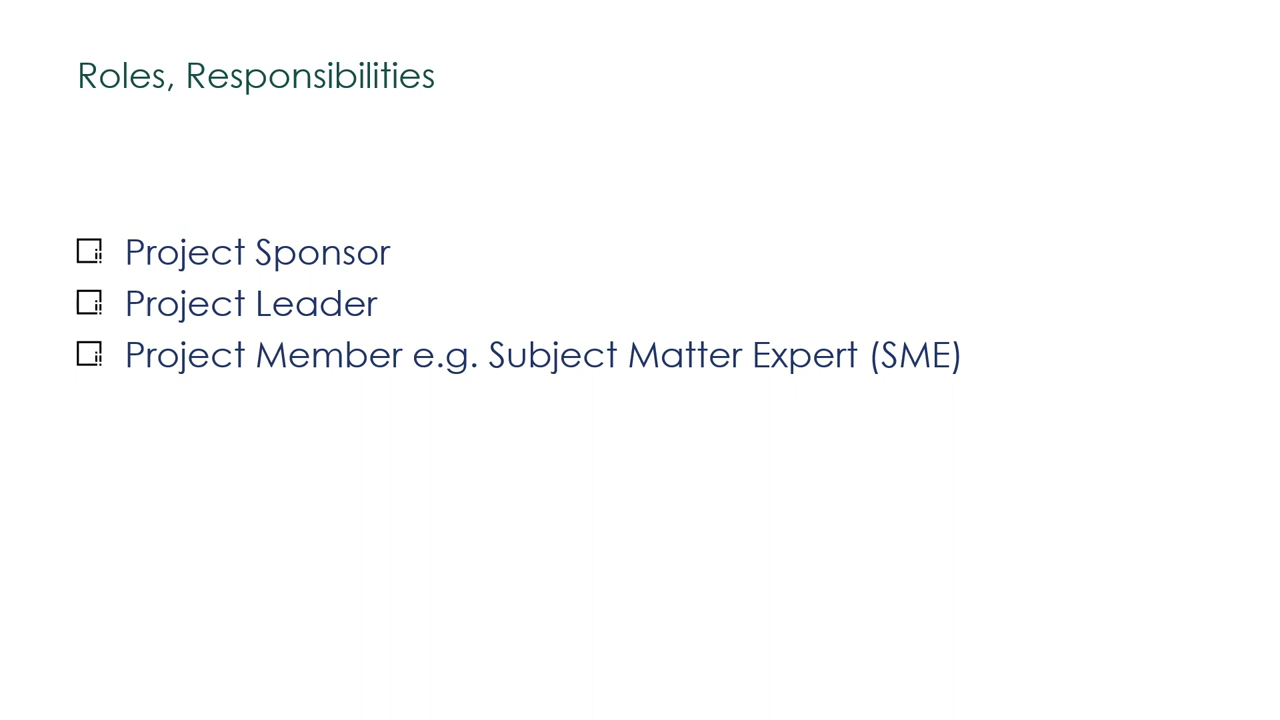 Roles, Responsibilities
Project Sponsor
Project Leader
Project Member e.g. Subject Matter Expert (SME)